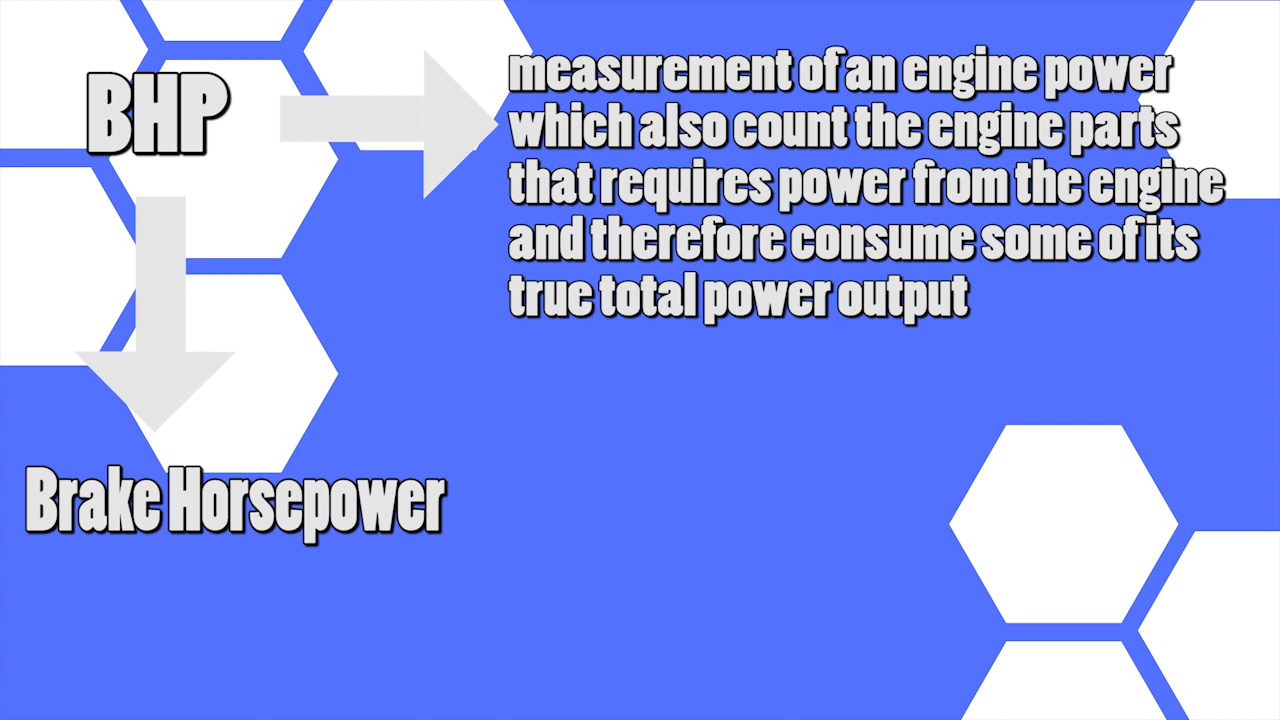 BHP
measurement of an engine power
which also count the engine parts
that requires power from the engine
and therefore consume some of its
true total power output
Brake Horsepower